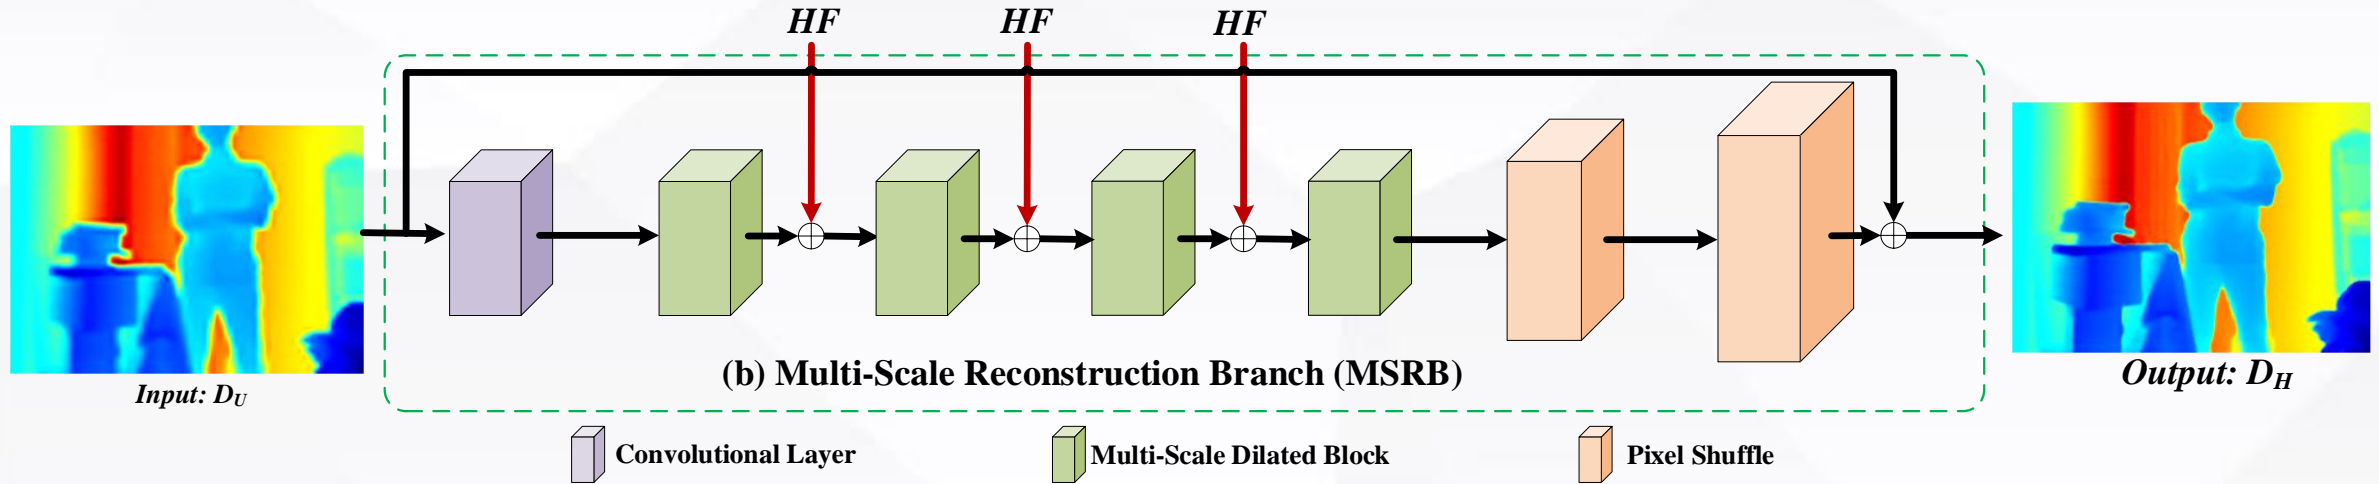 HF HF HF
(b) Multi-Scale Reconstruction Branch (MSRB)
Input: D_U
Output: D_H
Convolutional Layer
Multi-Scale Dilated Block
Pixel Shuffle